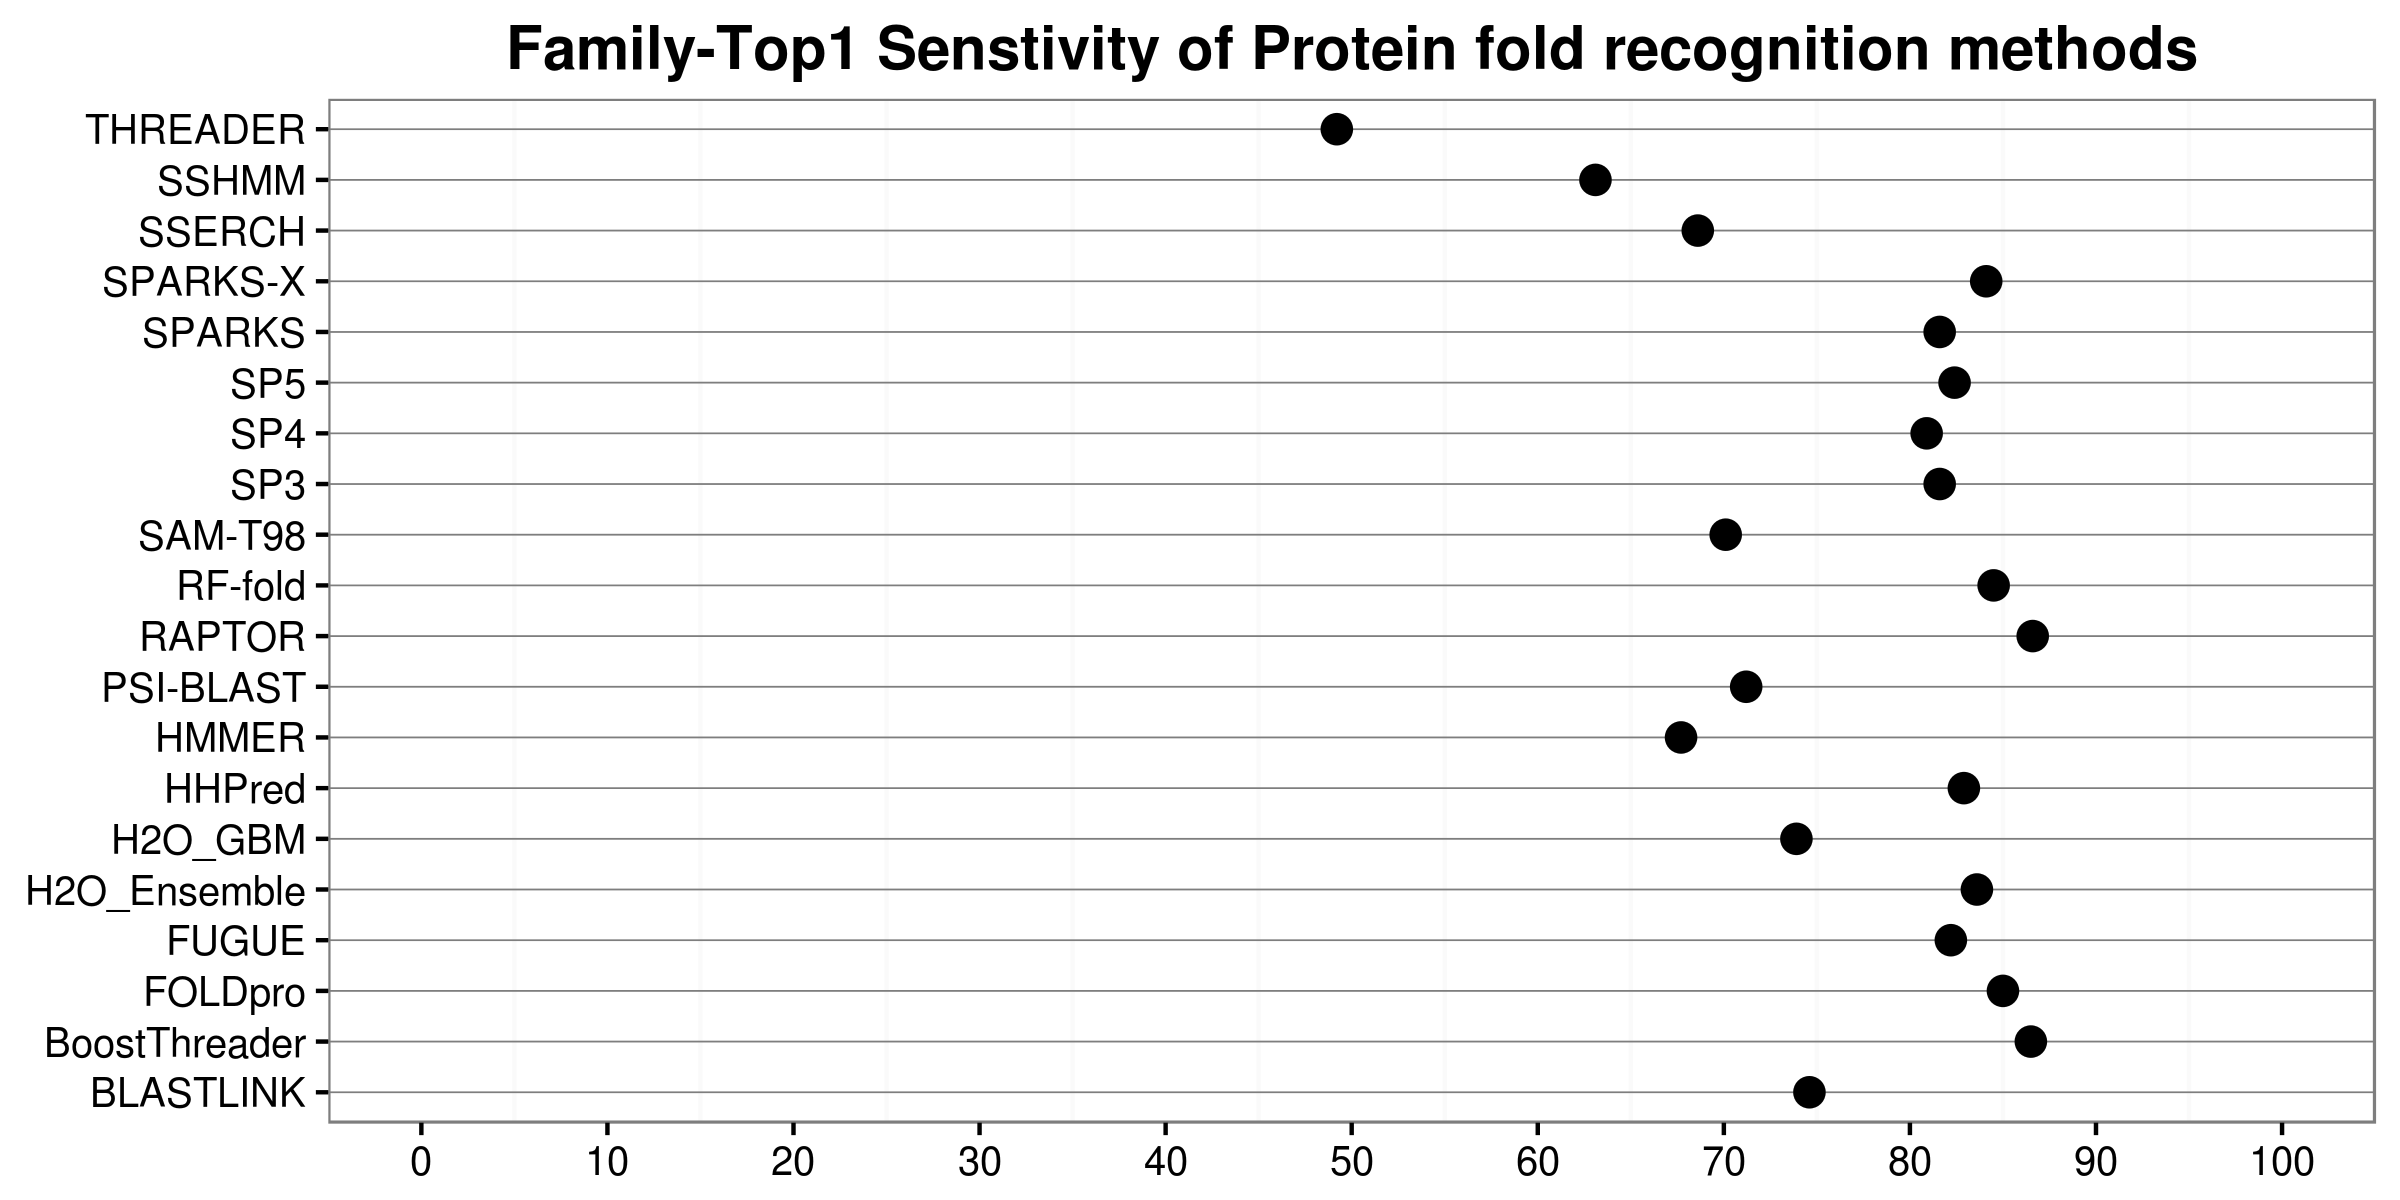 Family-Top1 Senstivity of Protein fold recognition methods
THREADER
SSHMM
SSERCH
SPARKS-X
SPARKS
SP5
SP4
SP3
SAM-T98
RF-fold
RAPTOR
PSI-BLAST
HMMER
HHPred
H2O_GBM
H2O_Ensemble
FUGUE
FOLDpro
BoostThreader
BLASTLINK
0 10 20 30 40 50 60 70 80 90 100